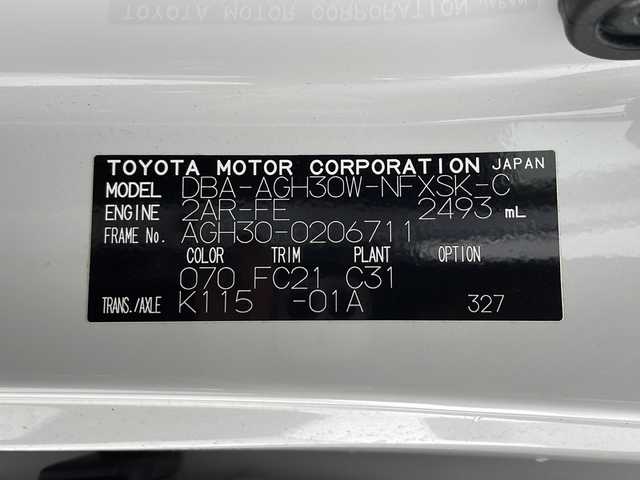 TOYOTA MOTOR CORPORATION JAPAN
MODEL DBA-AGH30W-NFXSK-C
ENGINE 2AR-FE 2493 mL
FRAME No. AGH30-0206711
COLOR TRIM PLANT
070 FC21 C31
TRANS./AXLE K115 -01A 327